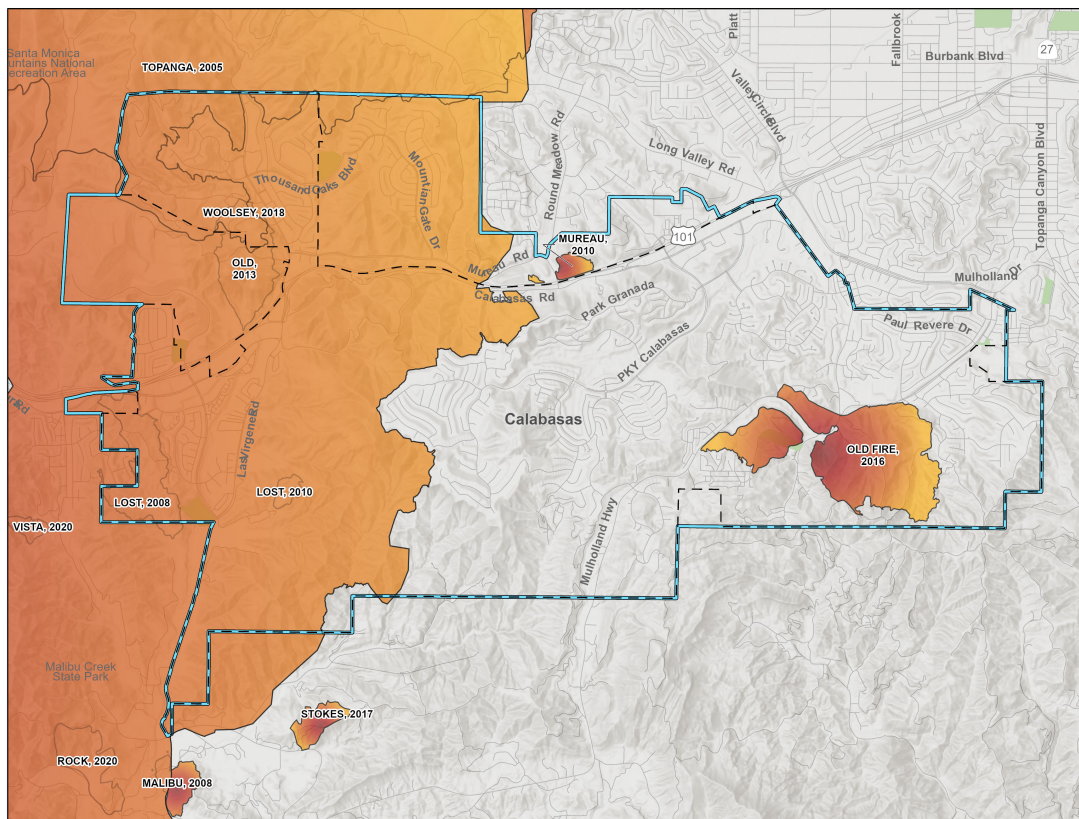 Platt
Fallbrook
Burbank Blvd
27
Santa Monica
Mountains National
Recreation Area
TOPANGA, 2005
Valley Circle Blvd
Round Meadow Rd
Long Valley Rd
Topanga Canyon Blvd
Mountian Gate Dr
Thousand Oaks Blvd
WOOLSEY, 2018
MUREAU,
2010
101
OLD,
2013
Mureau Rd
Mulholland Dr
Calabasas Rd
Park Granada
Paul Revere Dr
PKY Calabasas
Rd
Las Virgenes Rd
Calabasas
OLD FIRE,
2016
LOST, 2008
LOST, 2010
VISTA, 2020
Mulholland Hwy
Malibu Creek
State Park
STOKES, 2017
ROCK, 2020
MALIBU, 2008